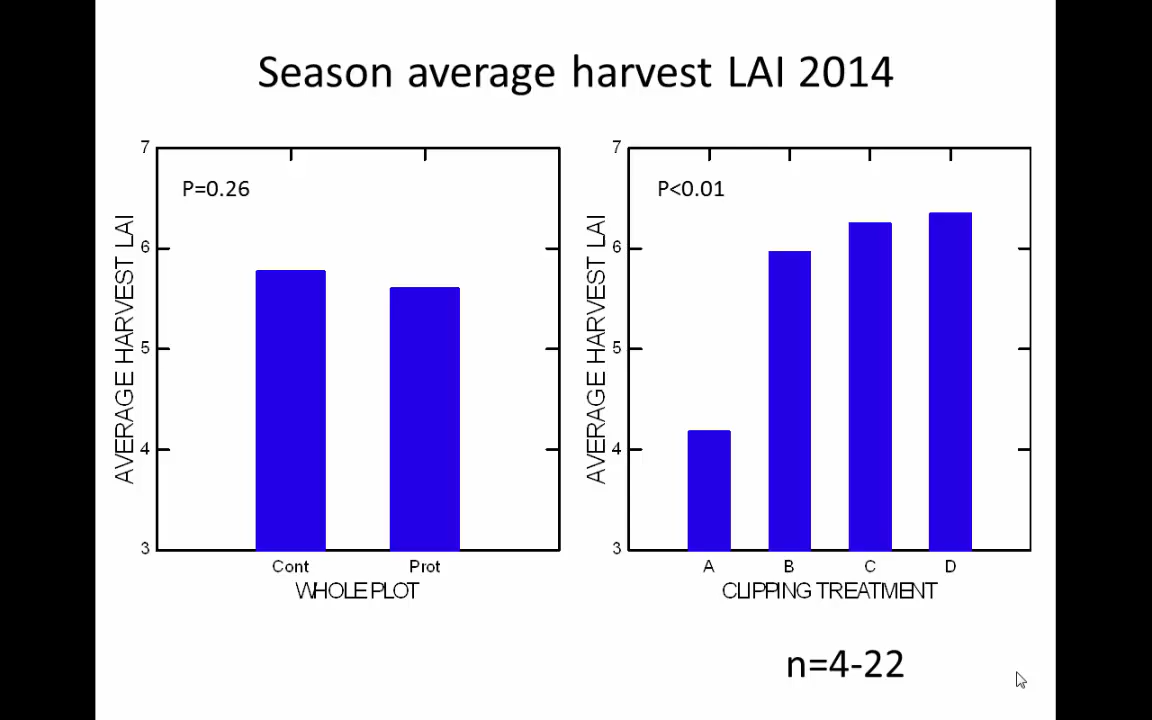 Season average harvest LAI 2014
7
P=0.26
6
5
4
3
AVERAGE HARVEST LAI
Cont Prot
WHOLE PLOT
7
P<0.01
6
5
4
3
AVERAGE HARVEST LAI
A B C D
CLIPPING TREATMENT
n=4-22